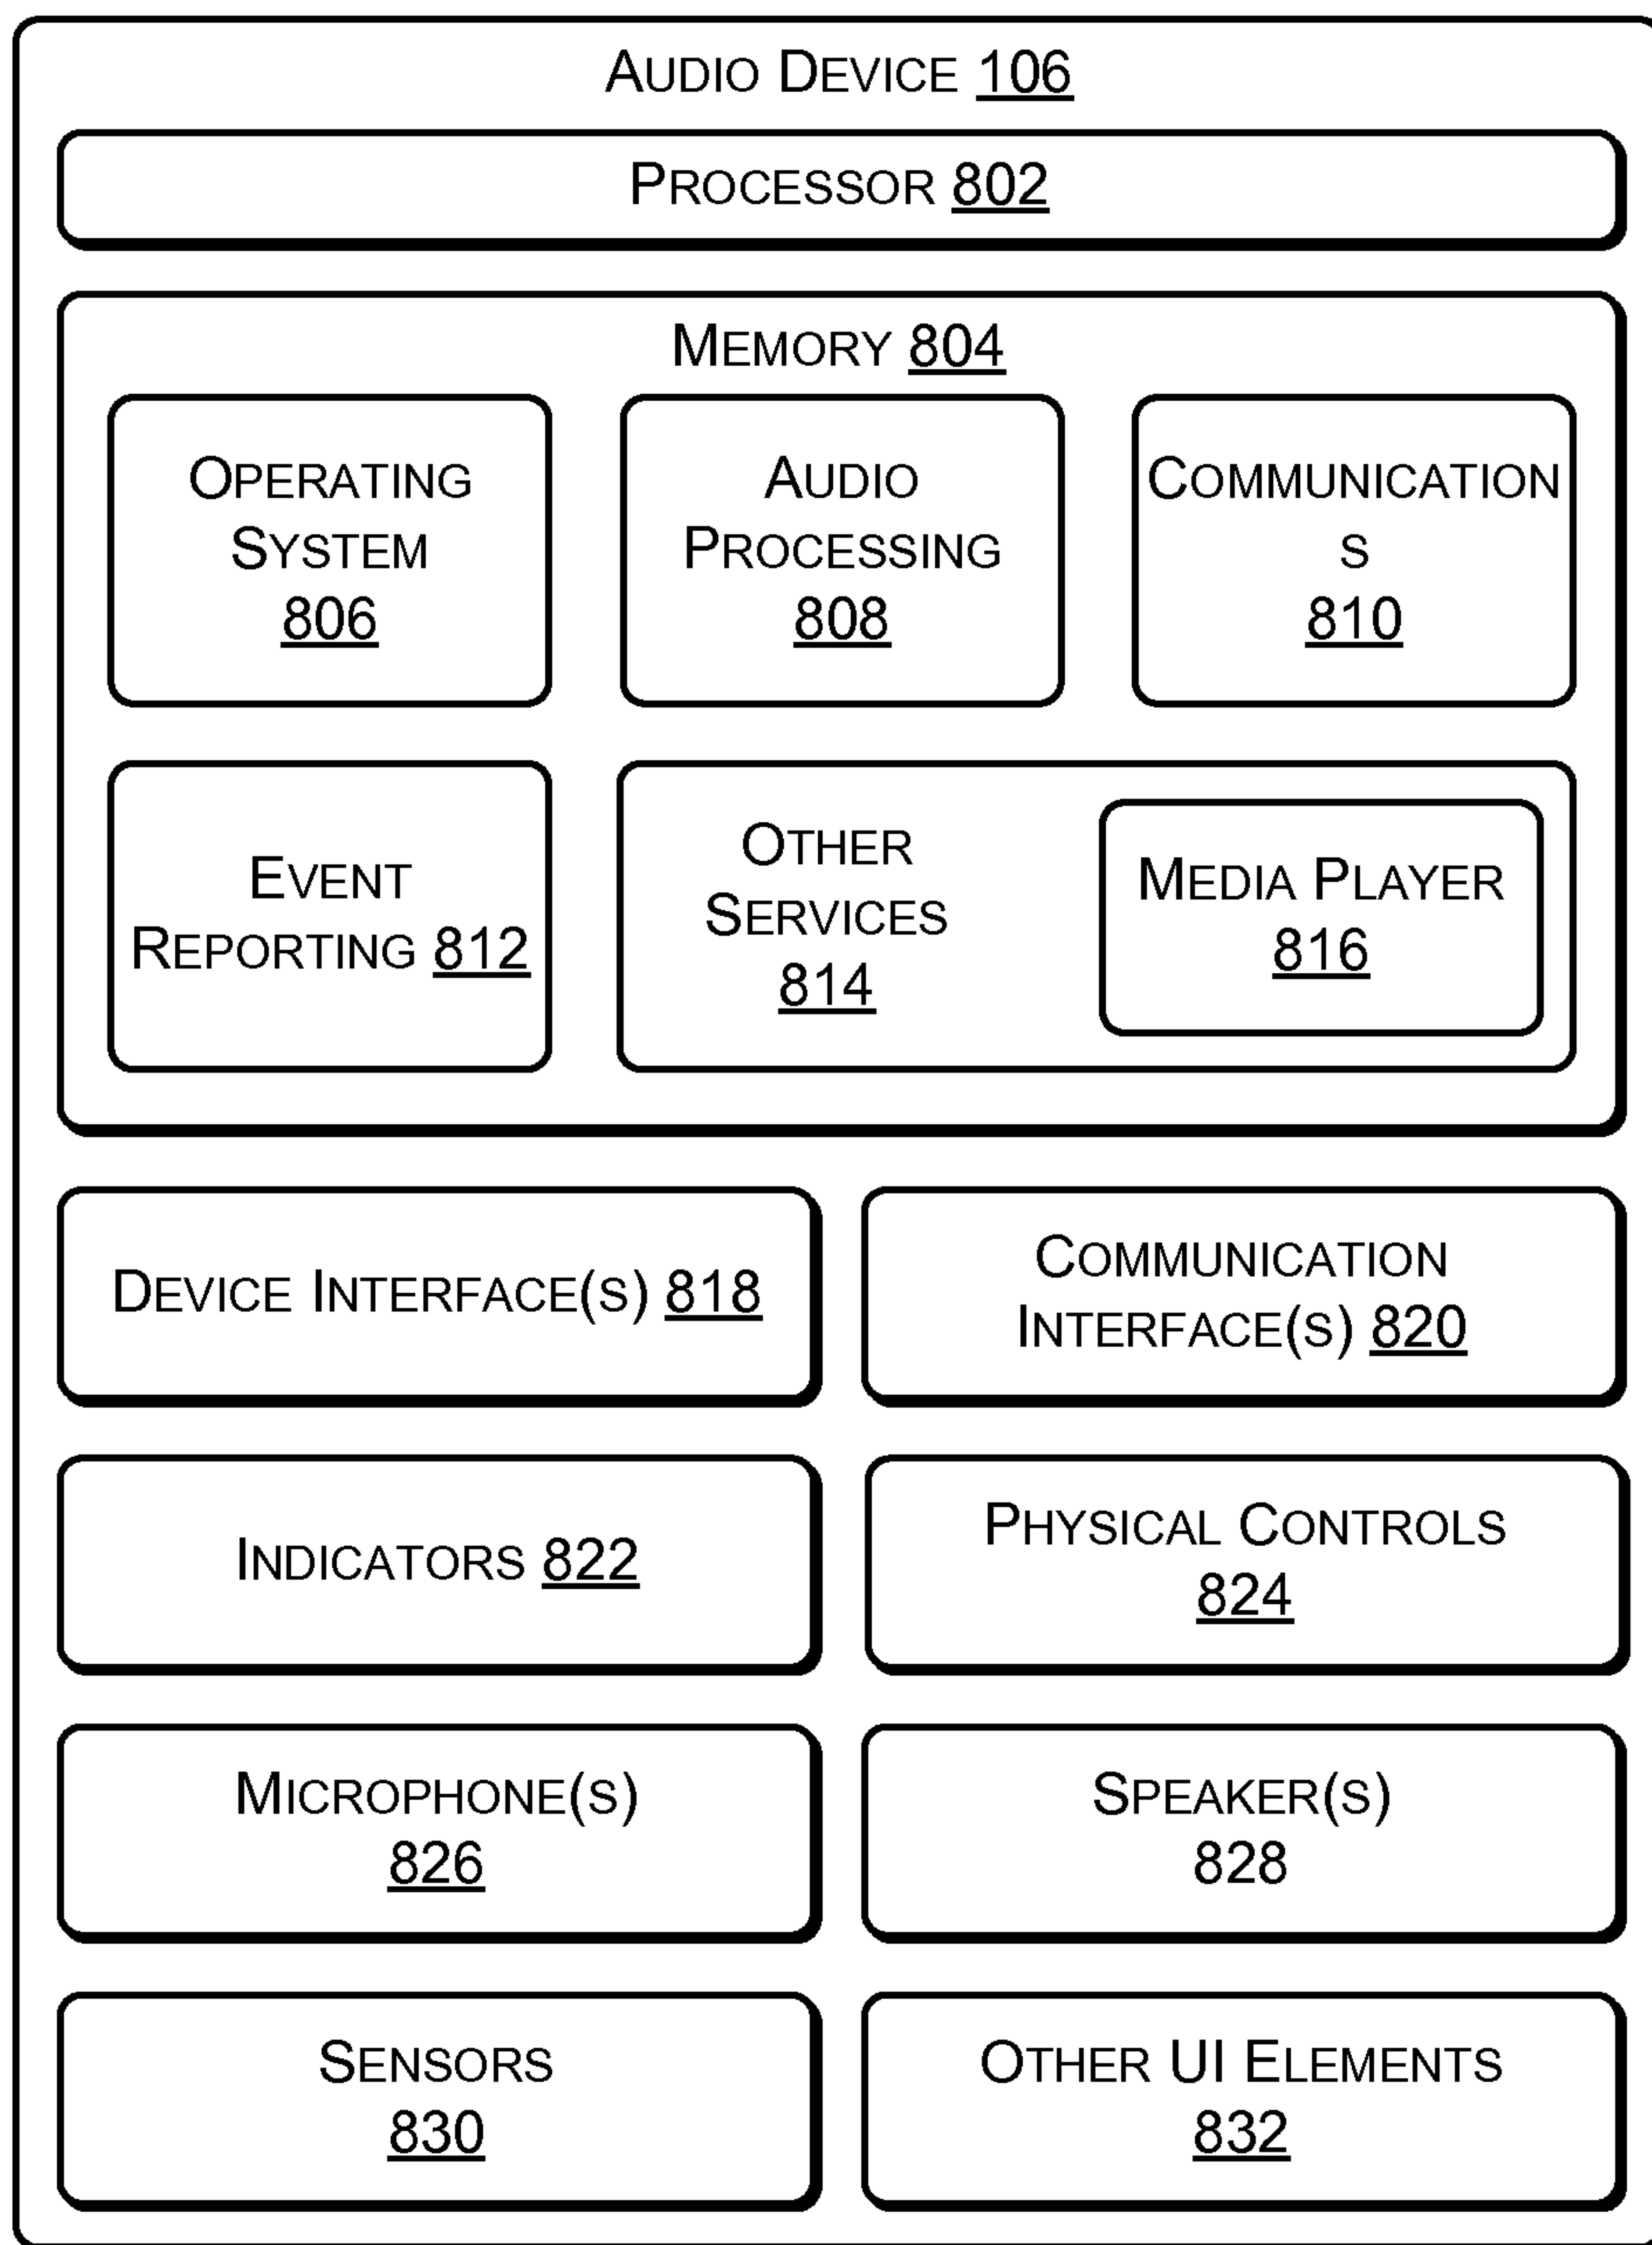 AUDIO DEVICE 106
PROCESSOR 802
MEMORY 804
OPERATING
SYSTEM
806
AUDIO
PROCESSING
808
COMMUNICATION
S
810
EVENT
REPORTING 812
OTHER
SERVICES
814
MEDIA PLAYER
816
DEVICE INTERFACE(S) 818
COMMUNICATION
INTERFACE(S) 820
INDICATORS 822
PHYSICAL CONTROLS
824
MICROPHONE(S)
826
SPEAKER(S)
828
SENSORS
830
OTHER UI ELEMENTS
832